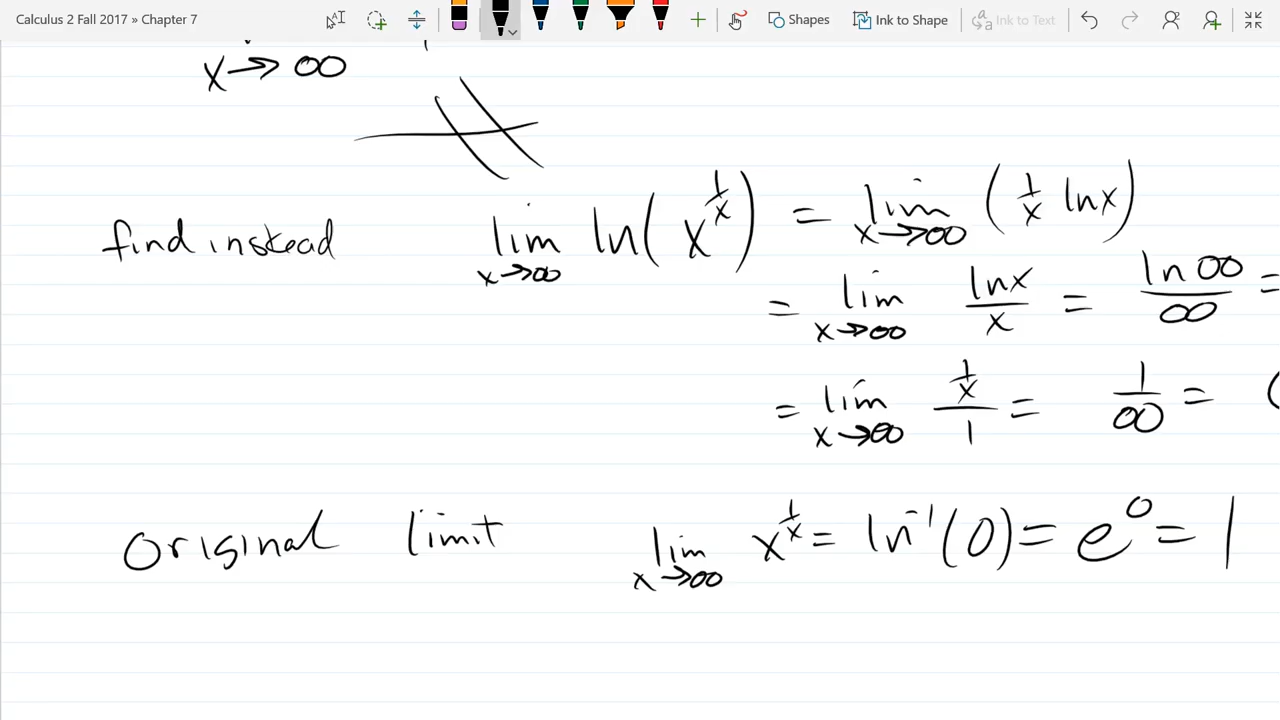 Calculus 2 Fall 2017 » Chapter 7
Shapes
Ink to Shape
Ink to Text
x→∞
find instead lim x→∞ ln(x^(1/x)) = lim x→∞ (1/x ln x)
= lim x→∞ ln x / x = ln ∞ / ∞ =
= lim x→∞ (1/x)/1 = 1/∞ =
Original limit lim x→∞ x^(1/x) = ln⁻¹(0) = e⁰ = 1